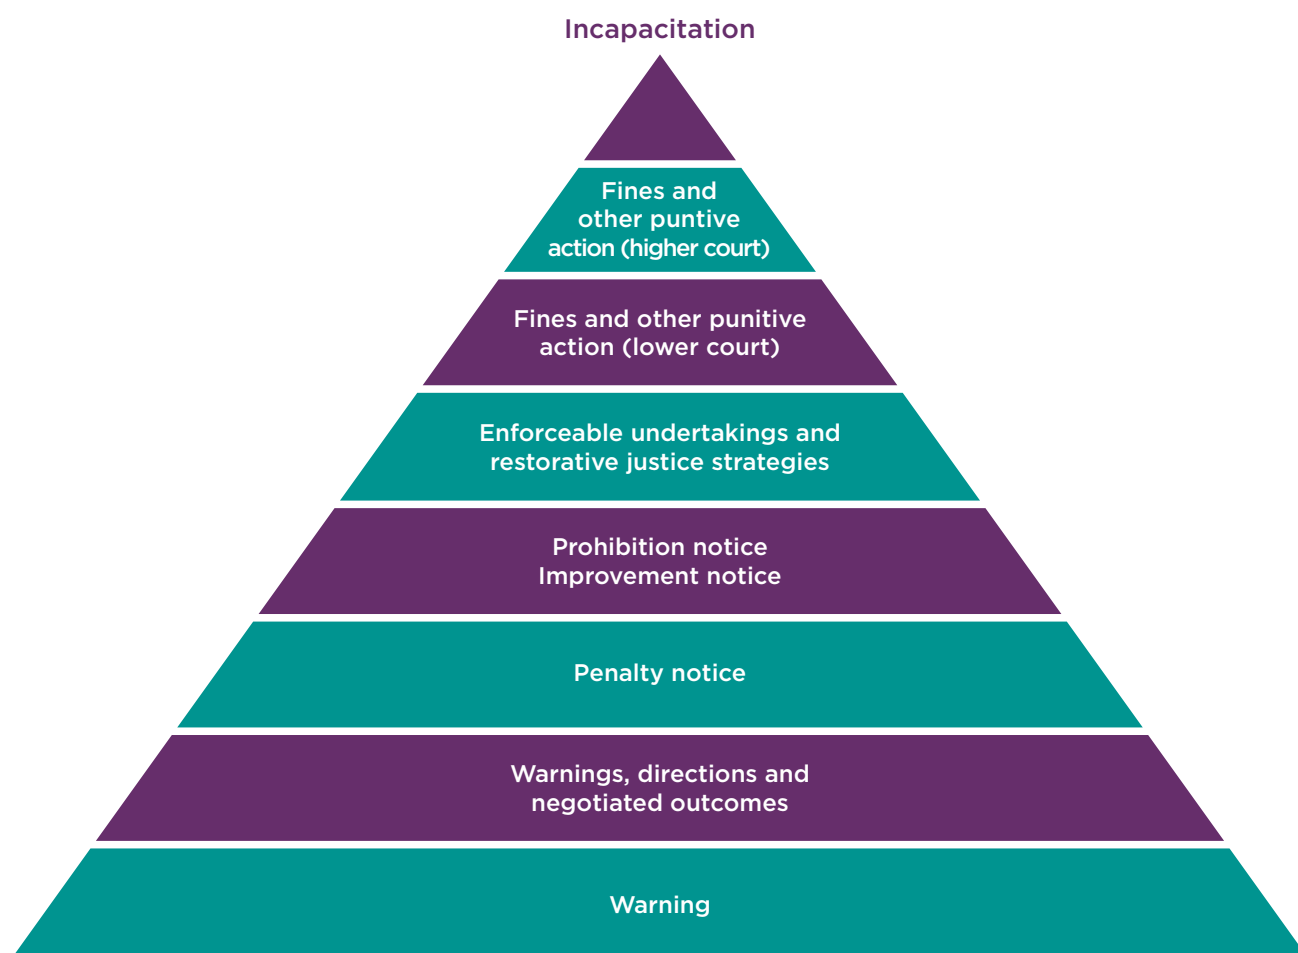 Incapacitation
Fines and
other puntive
action (higher court)
Fines and other punitive
action (lower court)
Enforceable undertakings and
restorative justice strategies
Prohibition notice
Improvement notice
Penalty notice
Warnings, directions and
negotiated outcomes
Warning